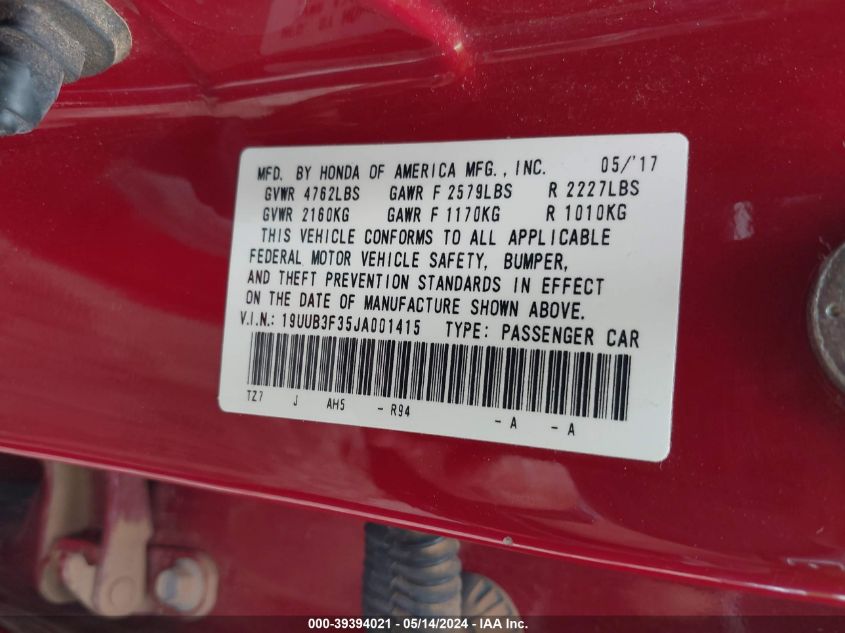 MFD. BY HONDA OF AMERICA MFG., INC. 05/'17
GVWR 4762LBS GAWR F 2579LBS R 2227LBS
GVWR 2160KG GAWR F 1170KG R 1010KG
THIS VEHICLE CONFORMS TO ALL APPLICABLE
FEDERAL MOTOR VEHICLE SAFETY, BUMPER,
AND THEFT PREVENTION STANDARDS IN EFFECT
ON THE DATE OF MANUFACTURE SHOWN ABOVE.
V.I.N.: 19UUB3F35JA001415 TYPE: PASSENGER CAR
TZ7 J AH5 - R94 - A - A
000-39394021 - 05/14/2024 - IAA Inc.